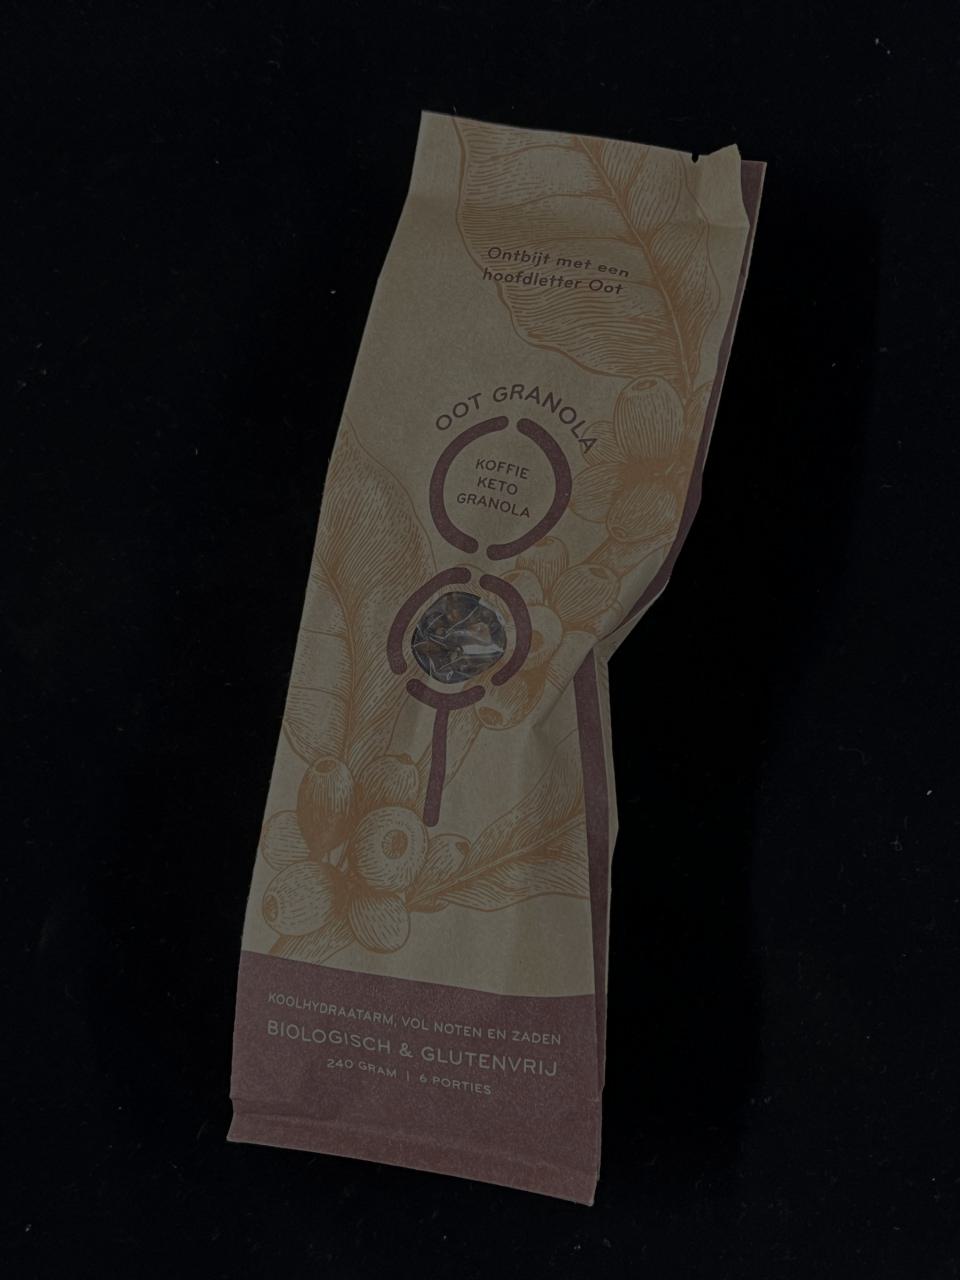 Ontbijt met een
hoofdletter Oot
OOT GRANOLA
KOFFIE
KETO
GRANOLA
KOOLHYDRAATARM, VOL NOTEN EN ZADEN
BIOLOGISCH & GLUTENVRIJ
240 GRAM | 6 PORTIES